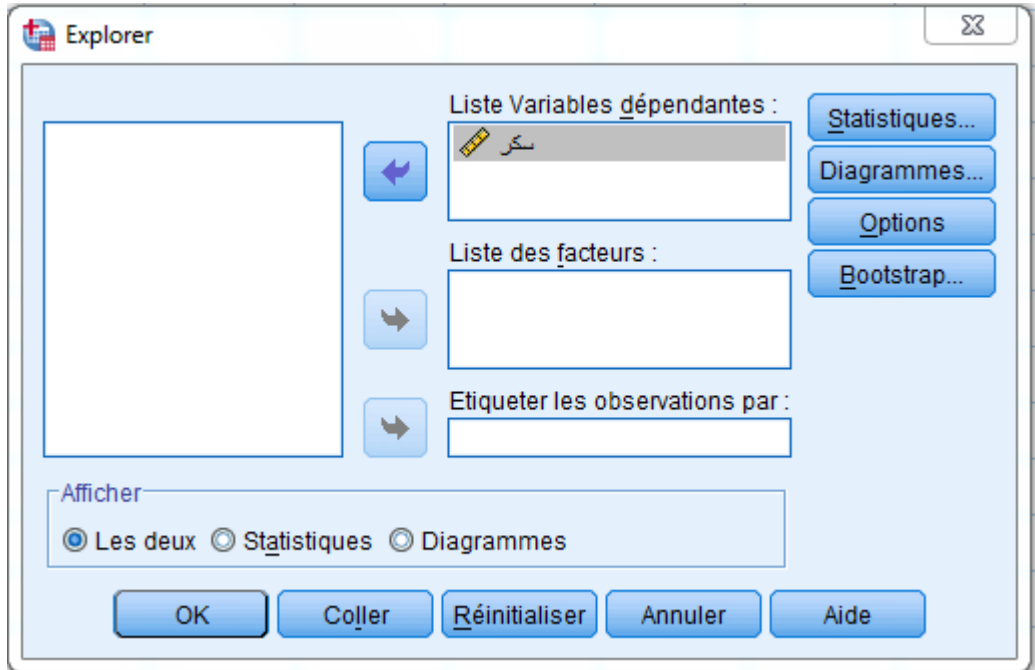 Explorer
Liste Variables dépendantes :
سكر
Statistiques...
Diagrammes...
Options
Bootstrap...
Liste des facteurs :
Etiqueter les observations par :
Afficher
Les deux Statistiques Diagrammes
OK Coller Réinitialiser Annuler Aide